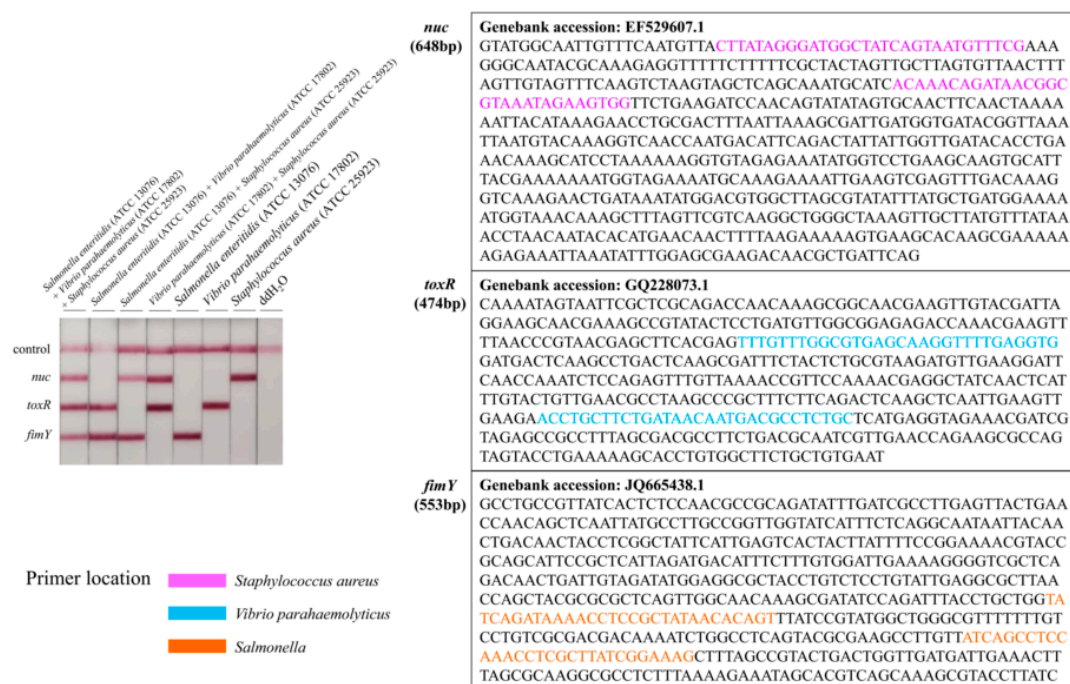 Salmonella enteritidis (ATCC 13076)
+ Vibrio parahaemolyticus (ATCC 17802)
+ Staphylococcus aureus (ATCC 25923)
Salmonella enteritidis (ATCC 13076) + Vibrio parahaemolyticus (ATCC 17802)
Salmonella enteritidis (ATCC 13076) + Staphylococcus aureus (ATCC 25923)
Vibrio parahaemolyticus (ATCC 17802) + Staphylococcus aureus (ATCC 25923)
Salmonella enteritidis (ATCC 13076)
Vibrio parahaemolyticus (ATCC 17802)
Staphylococcus aureus (ATCC 25923)
ddH₂O
control
nuc
toxR
fimY
Primer location
Staphylococcus aureus
Vibrio parahaemolyticus
Salmonella
nuc
(648bp)
Genebank accession: EF529607.1
GTATGGCAATTGTTTCAATGTTACTTATAGGGATGGCTATCAGTAATGTTTCGAAA
GGGCAATACGCAAAGAGGTTTTTCTTTTTCGCTACTAGTTGCTTAGTGTTAACTTT
AGTTGTAGTTTCAAGTCTAAGTAGCTCAGCAAATGCATCACAAACAGATAACGGC
GTAAATAGAAGTGGTTCTGAAGATCCAACAGTATATAGTGCAACTTCAACTAAAA
AATTACATAAAGAACCTGCGACTTTAATTAAAGCGATTGATGGTGATACGGTTAAA
TTAATGTACAAAGGTCAACCAATGACATTCAGACTATTATTGGTTGATACACCTGA
AACAAAGCATCCTAAAAAAGGTGTAGAGAAATATGGTCCTGAAGCAAGTGCATT
TACGAAAAAAATGGTAGAAAATGCAAAGAAAATTGAAGTCGAGTTTGACAAAG
GTCAAAGAACTGATAAATATGGACGTGGCTTAGCGTATATTTATGCTGATGGAAAA
ATGGTAAACAAAGCTTTAGTTCGTCAAGGCTGGGCTAAAGTTGCTTATGTTTATAA
ACCTAACAATACACATGAACAACTTTTAAGAAAAAGTGAAGCACAAGCGAAAAA
AGAGAAATTAAATATTTGGAGCGAAGACAACGCTGATTCAG
toxR
(474bp)
Genebank accession: GQ228073.1
CAAAATAGTAATTCGCTCGCAGACCAACAAAGCGGCAACGAAGTTGTACGATTA
GGAAGCAACGAAAGCCGTATACTCCTGATGTTGGCGGAGAGACCAAACGAAGTT
TTAACCCGTAACGAGCTTCACGAGTTTGTTTGGCGTGAGCAAGGTTTTGAGGTG
GATGACTCAAGCCTGACTCAAGCGATTTCTACTCTGCGTAAGATGTTGAAGGATT
CAACCAAATCTCCAGAGTTTGTTAAAACCGTTCCAAAACGAGGCTATCAACTCAT
TTGTACTGTTGAACGCCTAAGCCCGCTTTCTTCAGACTCAAGCTCAATTGAAGTT
GAAGAACCTGCTTCTGATAACAATGACGCCTCTGCTCATGAGGTAGAAACGATCG
TAGAGCCGCCTTTAGCGACGCCTTCTGACGCAATCGTTGAACCAGAAGCGCCAG
TAGTACCTGAAAAAGCACCTGTGGCTTCTGCTGTGAAT
fimY
(553bp)
Genebank accession: JQ665438.1
GCCTGCCGTTATCACTCTCCAACGCCGCAGATATTTGATCGCCTTGAGTTACTGAA
CCAACAGCTCAATTATGCCTTGCCGGTTGGTATCATTTCTCAGGCAATAATTACAA
CTGACAACTACCTCGGCTATTCATTGAGTCACTACTTATTTTCCGGAAAACGTACC
GCAGCATTCCGCTCATTAGATGACATTTCTTTGTGGATTGAAAAGGGGTCGCTCA
GACAACTGATTGTAGATATGGAGGCGCTACCTGTCTCCTGTATTGAGGCGCTTAA
CCAGCTACGCGCGCTCAGTTGGCAACAAAGCGATATCCAGATTTACCTGCTGGTA
TCAGATAAAACCTCCGCTATAACACAGTTTATCCGTATGGCTGGGCGTTTTTTTGT
CCTGTCGCGACGACAAAATCTGGCCTCAGTACGCGAAGCCTTGTTATCAGCCTCC
AAACCTCGCTTATCGGAAAGCTTTAGCCGTACTGACTGGTTGATGATTGAAACTT
TAGCGCAAGGCGCCTCTTTAAAAGAAATAGCACGTCAGCAAAGCGTACCTTATC